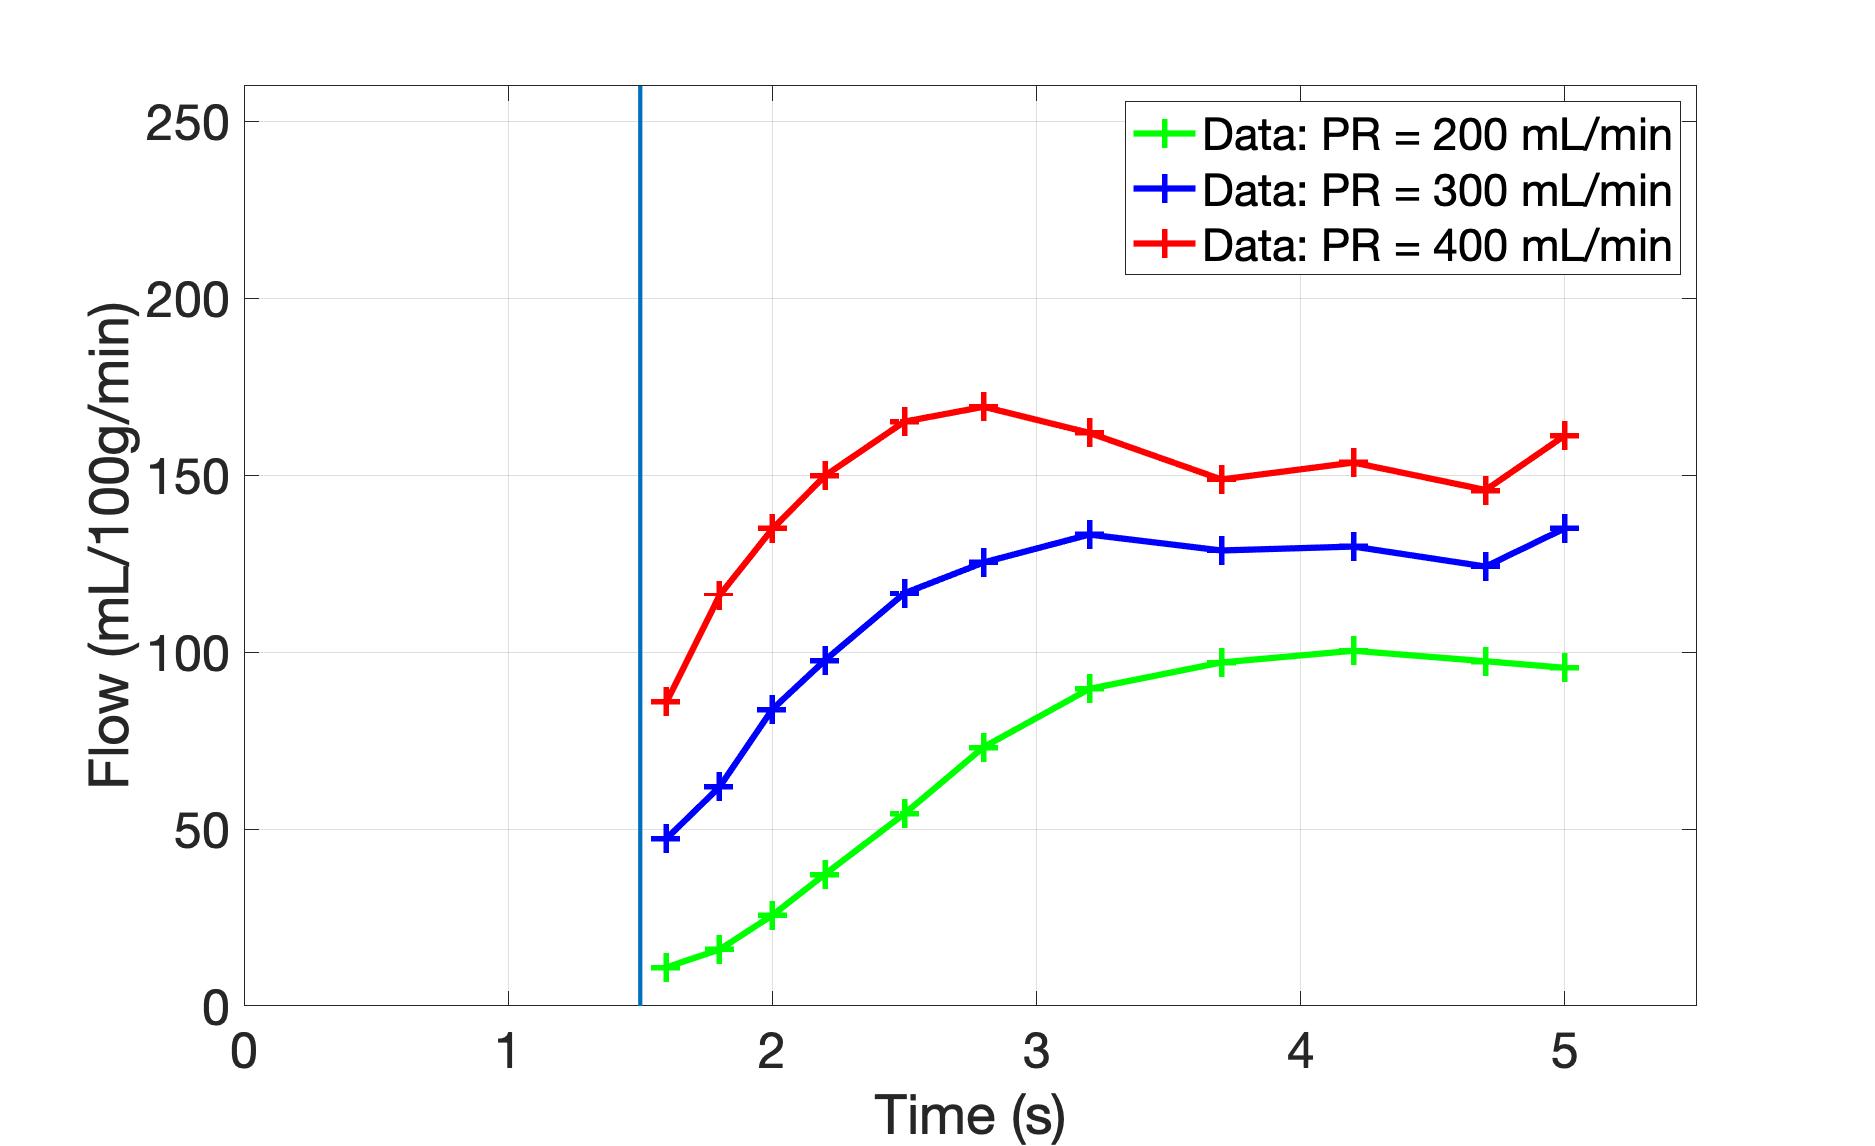 Data: PR = 200 mL/min
Data: PR = 300 mL/min
Data: PR = 400 mL/min
Flow (mL/100g/min)
250
200
150
100
50
0
0 1 2 3 4 5
Time (s)